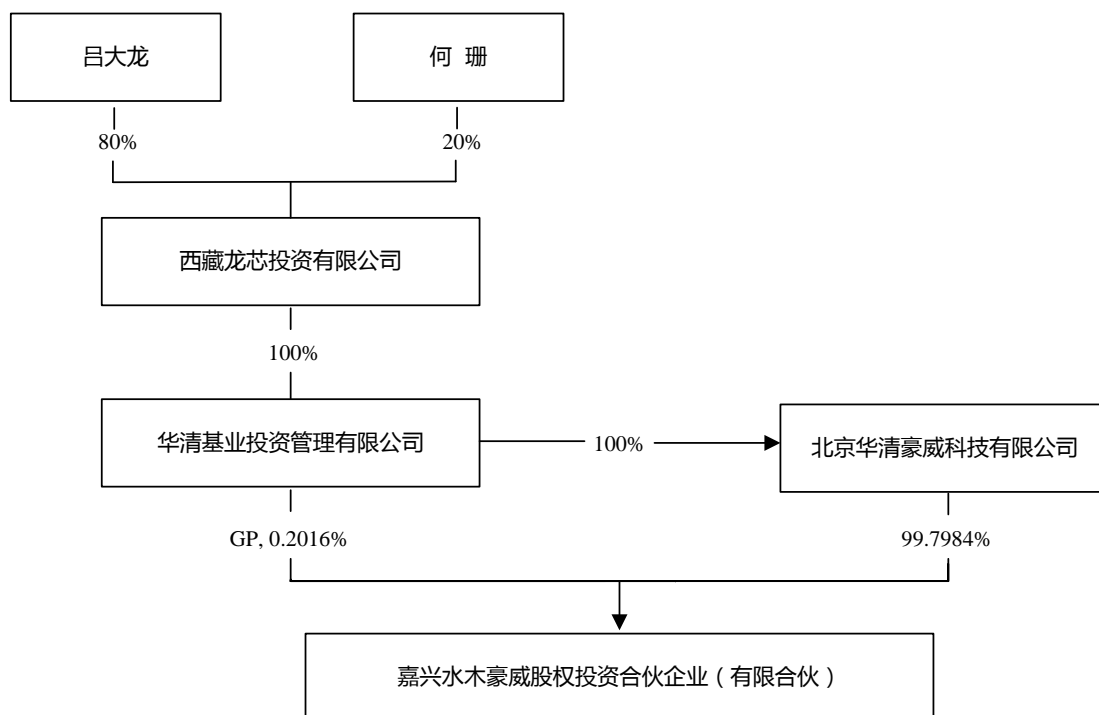 吕大龙
何 珊
80%
20%
西藏龙芯投资有限公司
100%
华清基业投资管理有限公司
100%
北京华清豪威科技有限公司
GP, 0.2016%
99.7984%
嘉兴水木豪威股权投资合伙企业（有限合伙）